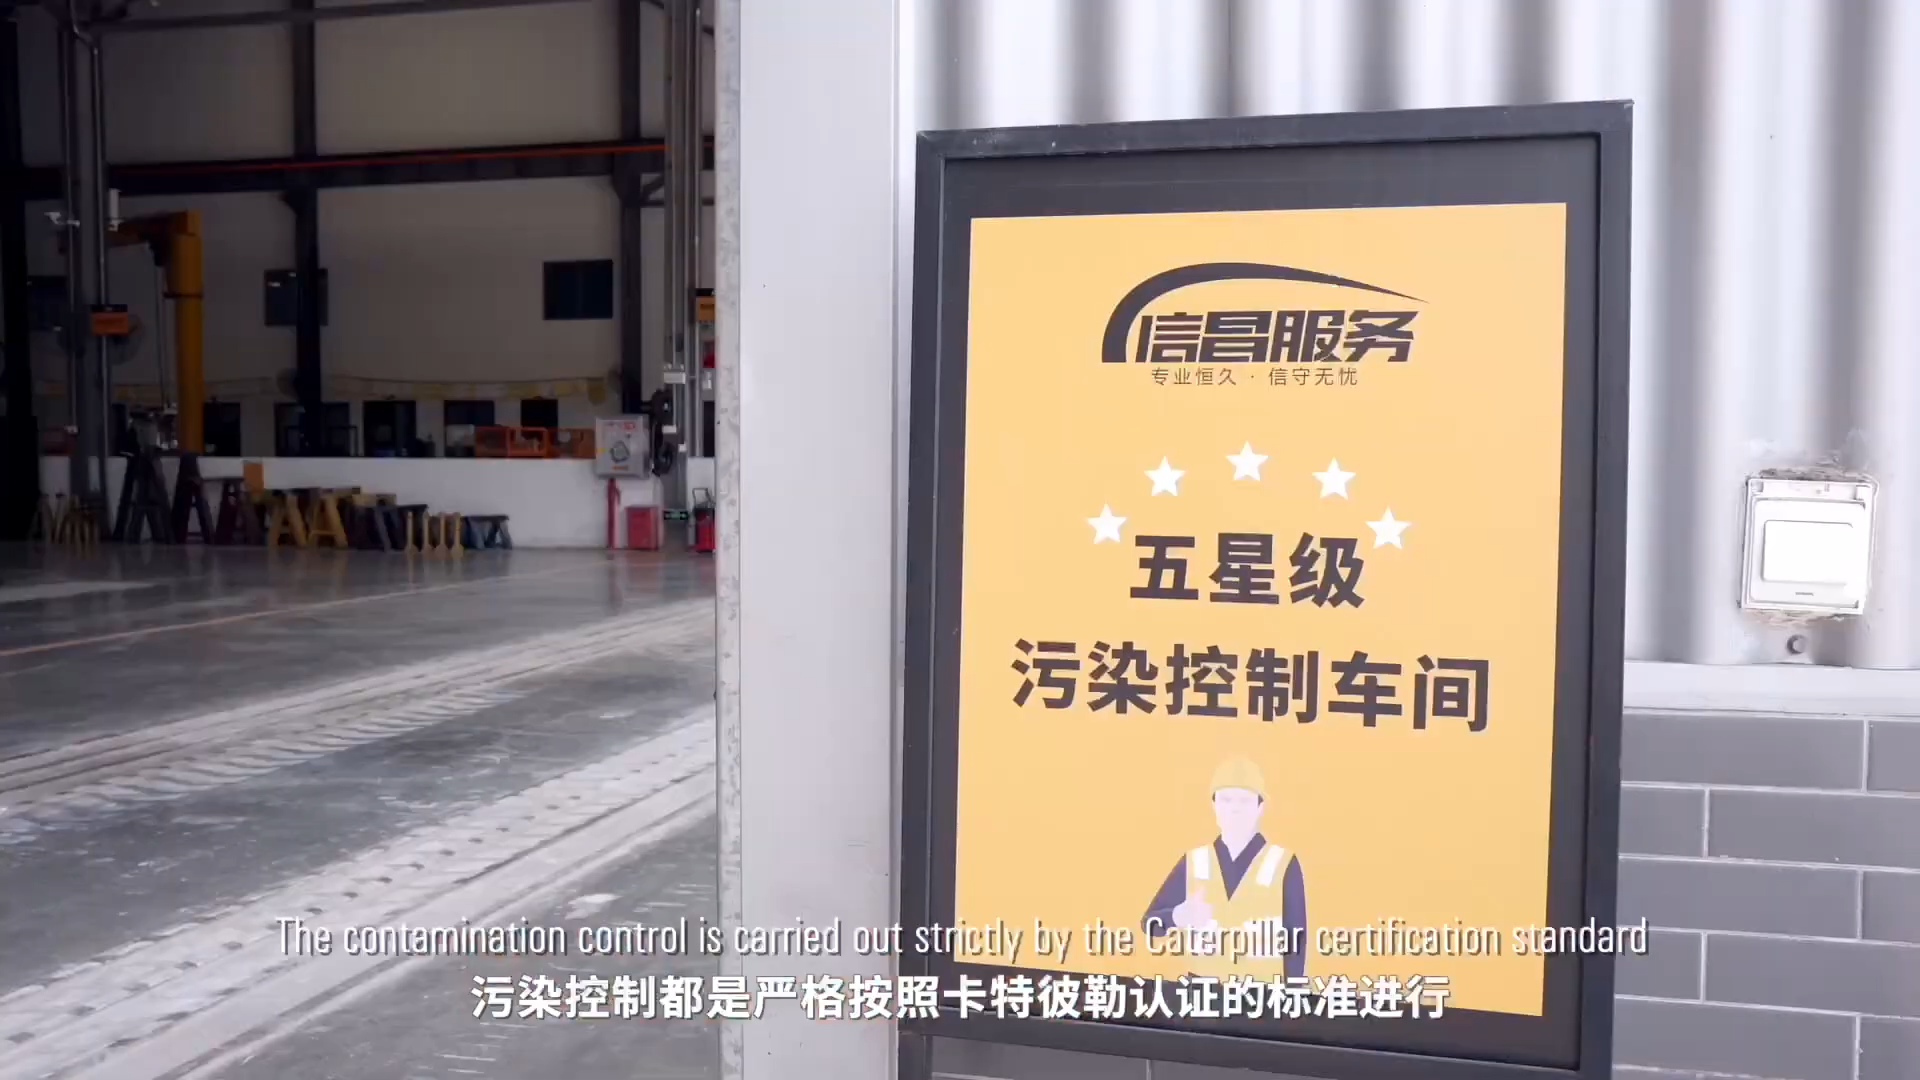 信昌服务
专业恒久·信守无忧
五星级
污染控制车间
The contamination control is carried out strictly by the Caterpillar certification standard
污染控制都是严格按照卡特彼勒认证的标准进行